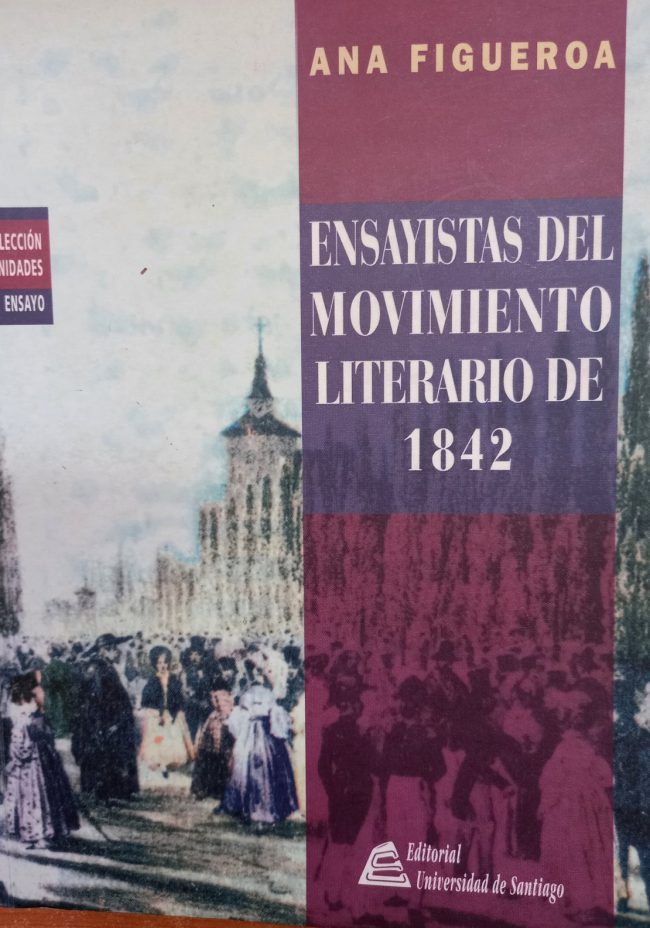 ANA FIGUEROA
ENSAYISTAS DEL
MOVIMIENTO
LITERARIO DE
1842
LECCIÓN
NIDADES
ENSAYO
Editorial
Universidad de Santiago